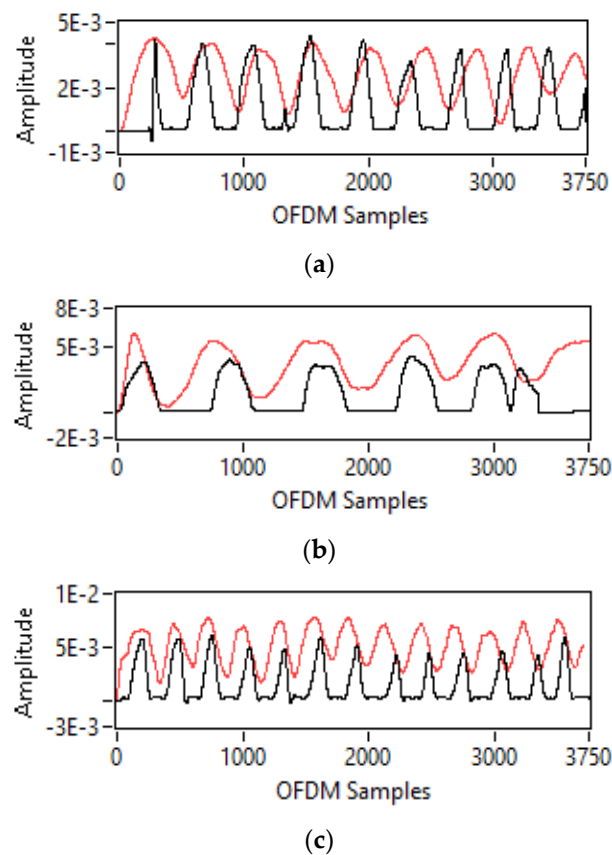 5E-3
2E-3
-1E-3
Amplitude
0 1000 2000 3000 3750
OFDM Samples
(a)
8E-3
5E-3
-2E-3
Amplitude
0 1000 2000 3000 3750
OFDM Samples
(b)
1E-2
5E-3
-3E-3
Amplitude
0 1000 2000 3000 3750
OFDM Samples
(c)